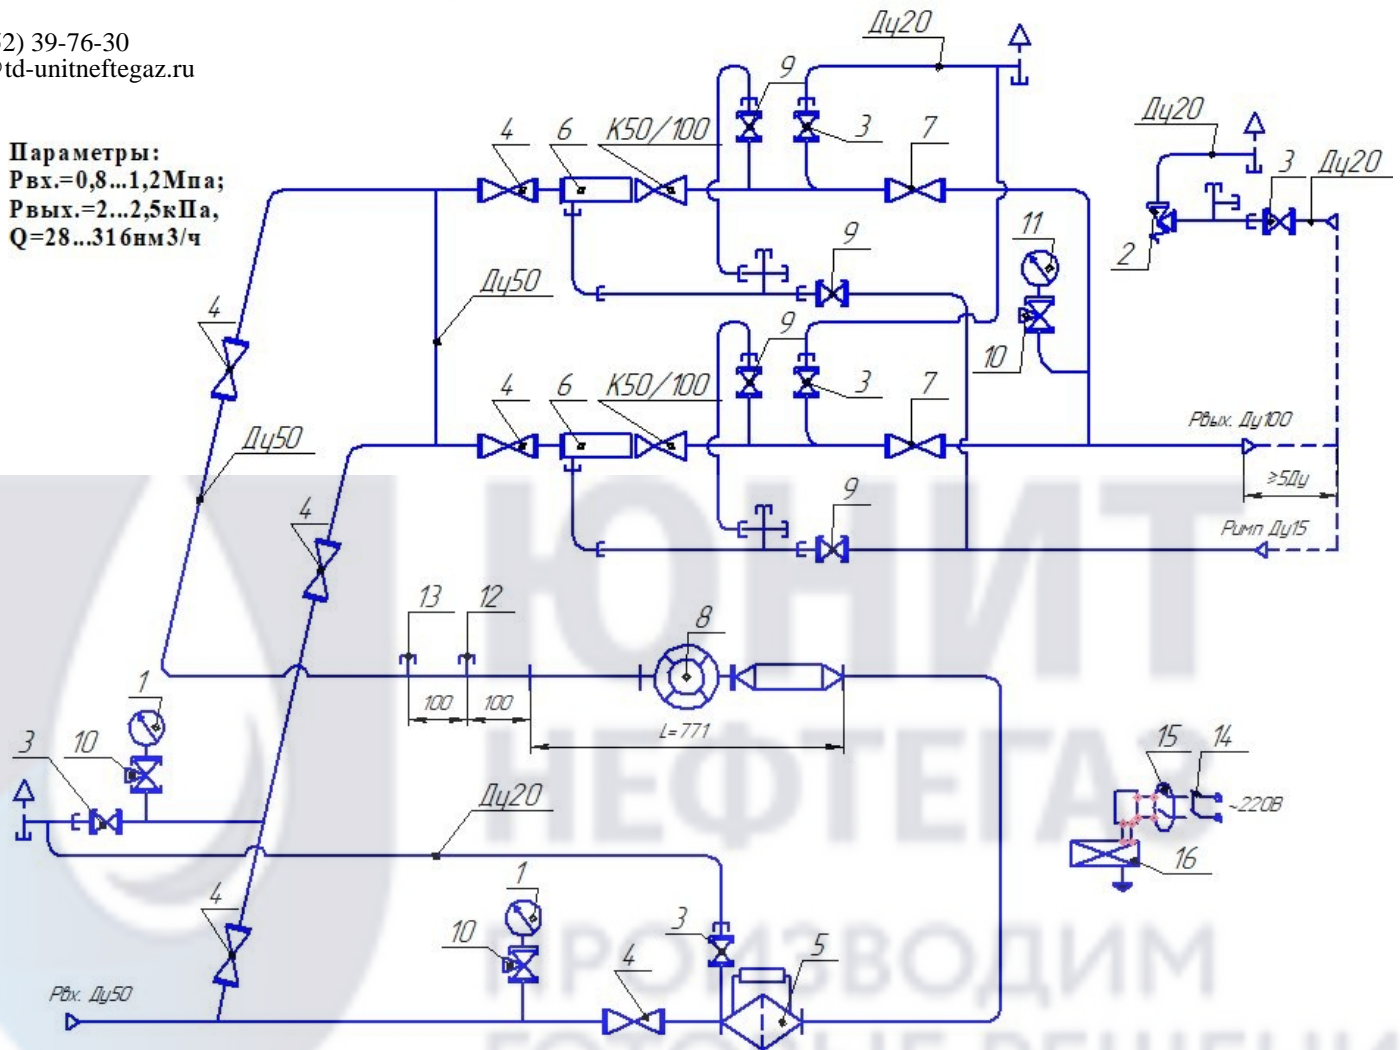 2) 39-76-30
td-unitneftegaz.ru
Параметры:
Рвх.=0,8...1,2Мпа;
Рвых.=2...2,5кПа,
Q=28...316нм3/ч
Ду20
9
4
6
К50/100
3
7
Ду20
3
Ду20
2
11
10
9
4
Ду50
9
4
6
К50/100
3
7
Рвых. Ду100
≥5Ду
Ду50
4
9
Римп Ду15
13
12
8
100
100
L=771
1
3
10
15
14
~220В
16
Ду20
4
1
10
3
4
5
Рвх. Ду50
ЮНИТ
НЕФТЕГАЗ
ПРОИЗВОДИМ
ГОТОВЫЕ РЕШЕНИ